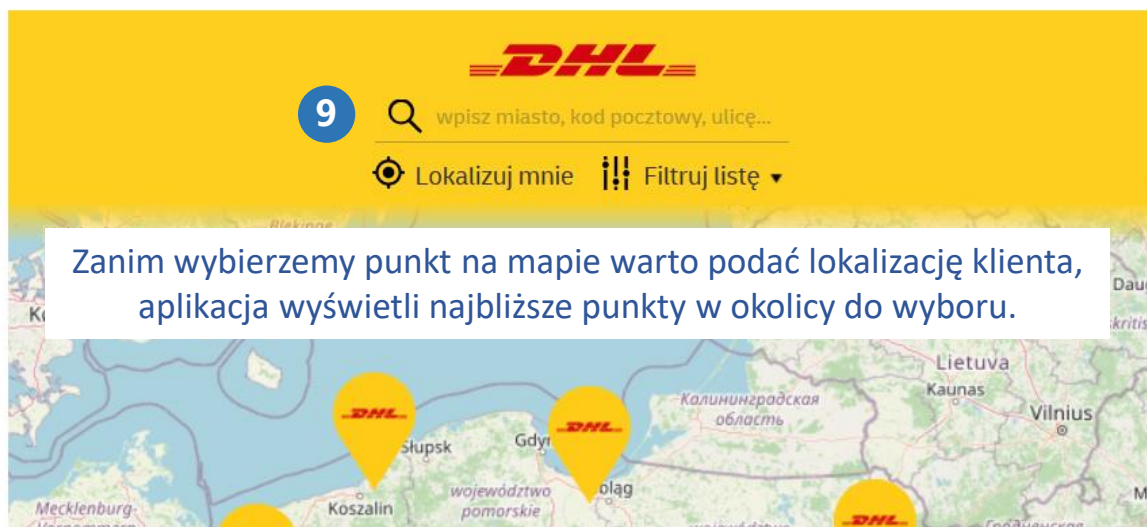 DHL
9
wpisz miasto, kod pocztowy, ulicę...
Lokalizuj mnie Filtruj listę
Zanim wybierzemy punkt na mapie warto podać lokalizację klienta,
aplikacja wyświetli najbliższe punkty w okolicy do wyboru.
Lietuva
Kaunas
Калининградская
область
Vilnius
DHL
DHL
Słupsk
Koszalin
województwo
pomorskie
Mecklenburg-
DHL